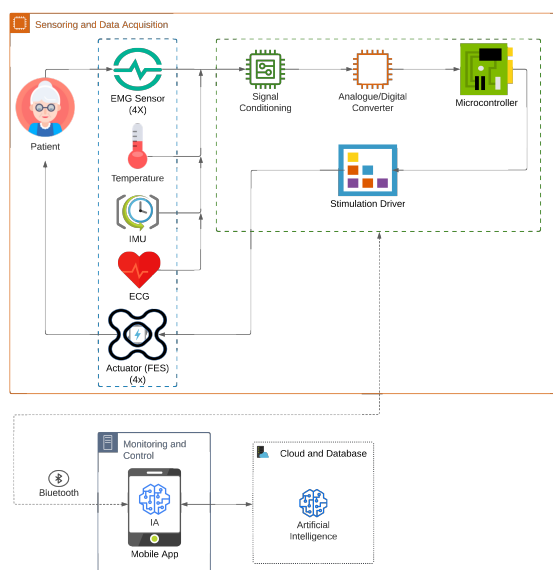 Sensoring and Data Acquisition
EMG Sensor
(4X)
Signal
Conditioning
Analogue/Digital
Converter
Microcontroller
Patient
Temperature
Stimulation Driver
IMU
ECG
Actuator (FES)
(4x)
Monitoring and
Control
Cloud and Database
Bluetooth
IA
Mobile App
Artificial
Intelligence